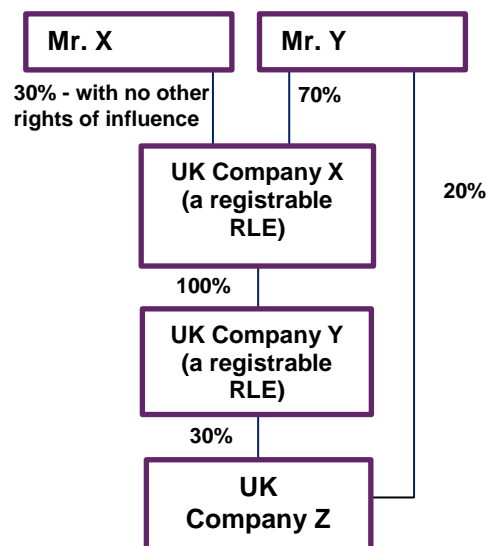 Mr. X
Mr. Y
30% - with no other
rights of influence
70%
UK Company X
(a registrable
RLE)
20%
100%
UK Company Y
(a registrable
RLE)
30%
UK
Company Z